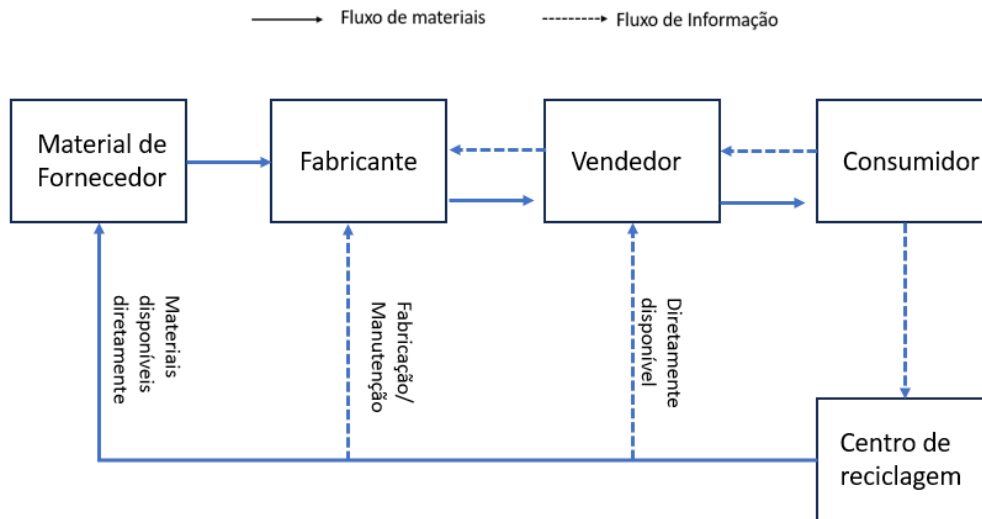 Fluxo de materiais
Fluxo de Informação
Material de
Fornecedor
Fabricante
Vendedor
Consumidor
Materiais
disponíveis
diretamente
Fabricação/
Manutenção
Diretamente
disponível
Centro de
reciclagem